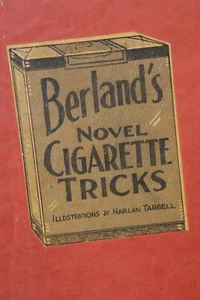 Berland's
NOVEL
CIGARETTE
TRICKS
ILLUSTRATIONS BY HARLAN TARBELL